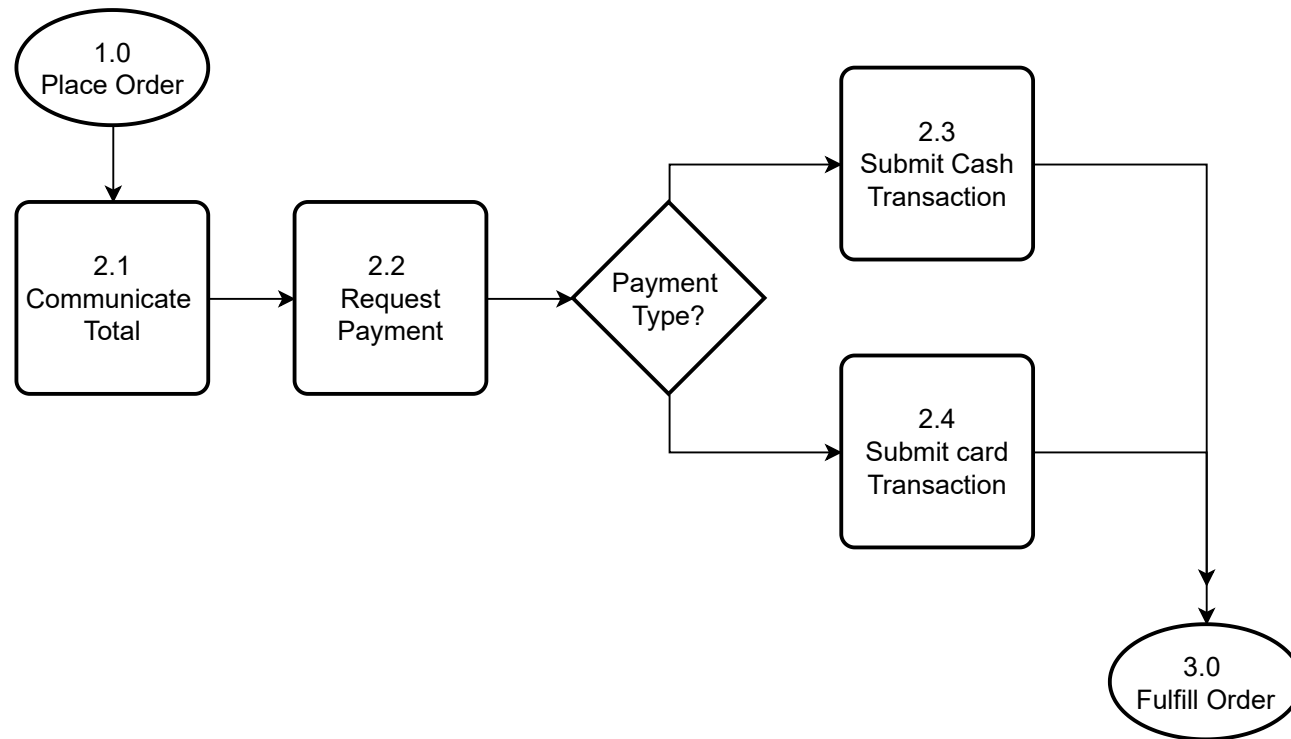 1.0
Place Order
2.1
Communicate
Total
2.2
Request
Payment
Payment
Type?
2.3
Submit Cash
Transaction
2.4
Submit card
Transaction
3.0
Fulfill Order